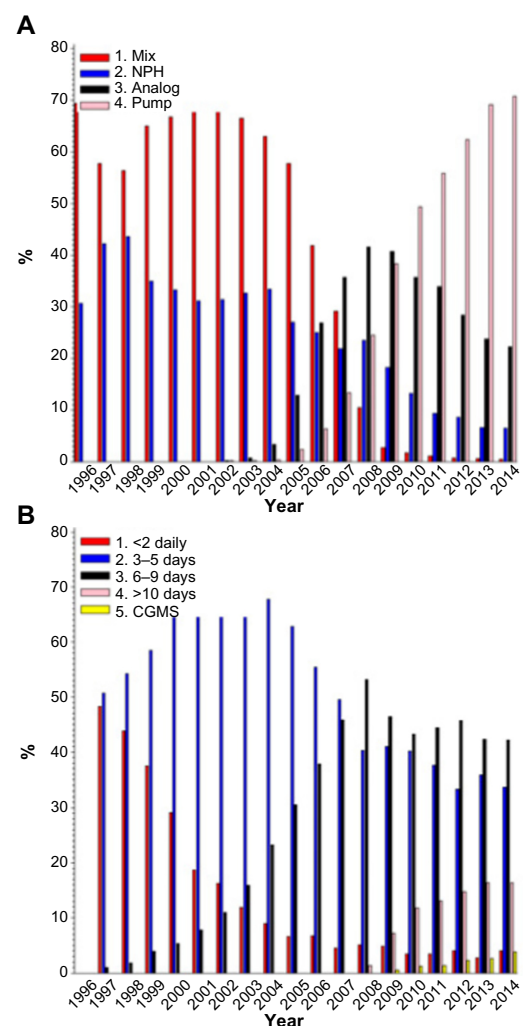 A
80
70
60
50
40
30
20
10
0
%
1. Mix
2. NPH
3. Analog
4. Pump
1996 1997 1998 1999 2000 2001 2002 2003 2004 2005 2006 2007 2008 2009 2010 2011 2012 2013 2014
Year
B
80
70
60
50
40
30
20
10
0
%
1. <2 daily
2. 3–5 days
3. 6–9 days
4. >10 days
5. CGMS
1996 1997 1998 1999 2000 2001 2002 2003 2004 2005 2006 2007 2008 2009 2010 2011 2012 2013 2014
Year